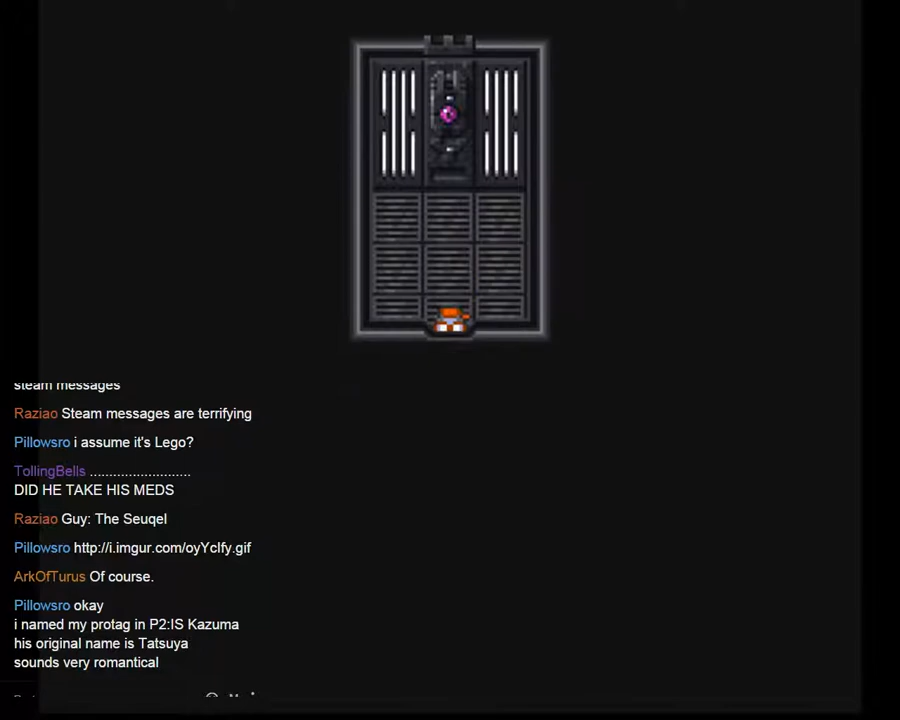 steam messages
Raziao Steam messages are terrifying
Pillowsro i assume it's Lego?
TollingBells ..........................
DID HE TAKE HIS MEDS
Raziao Guy: The Seuqel
Pillowsro http://i.imgur.com/oyYclfy.gif
ArkOfTurus Of course.
Pillowsro okay
i named my protag in P2:IS Kazuma
his original name is Tatsuya
sounds very romantical